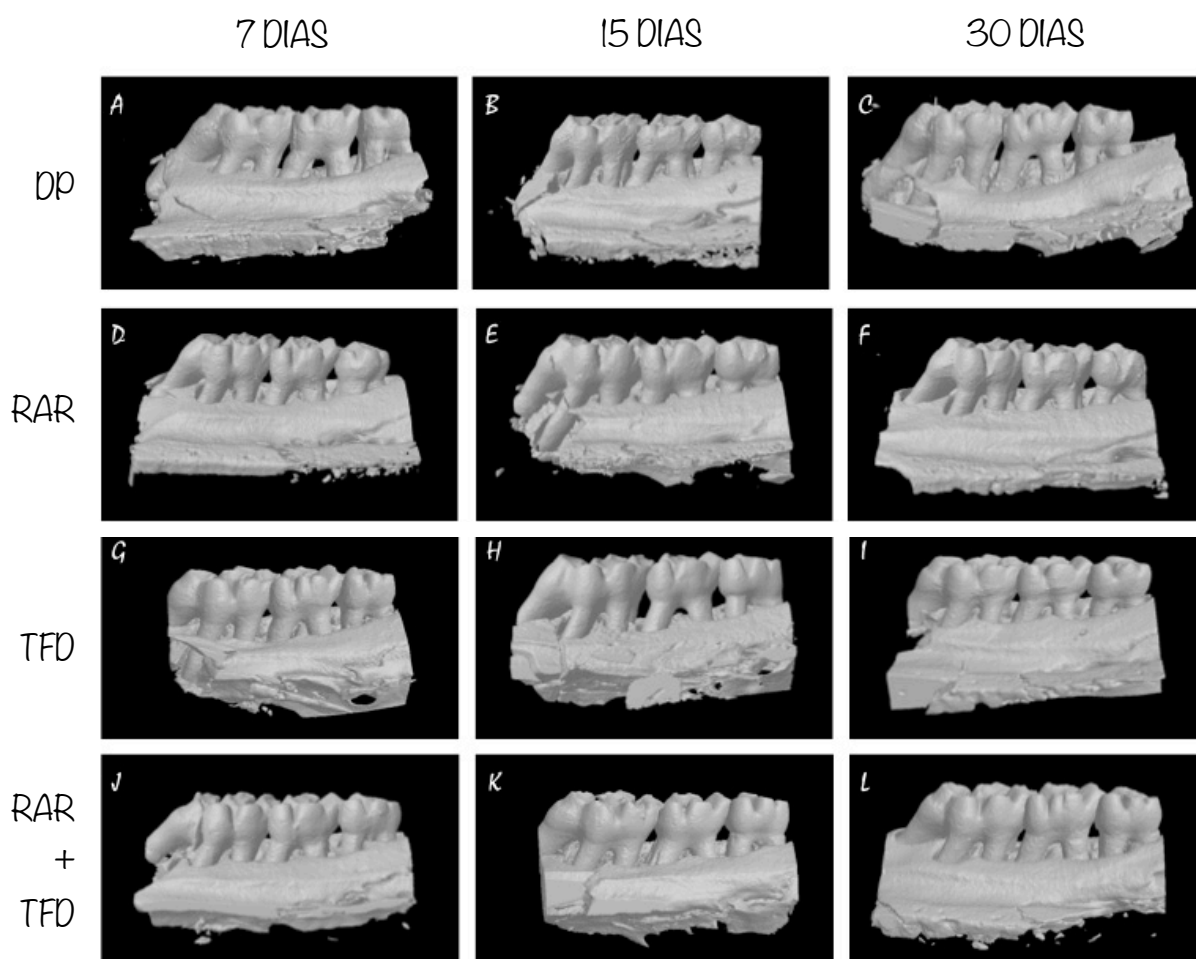 7 DIAS 15 DIAS 30 DIAS
DP A B C
RAR D E F
TFD G H I
RAR
+
TFD J K L